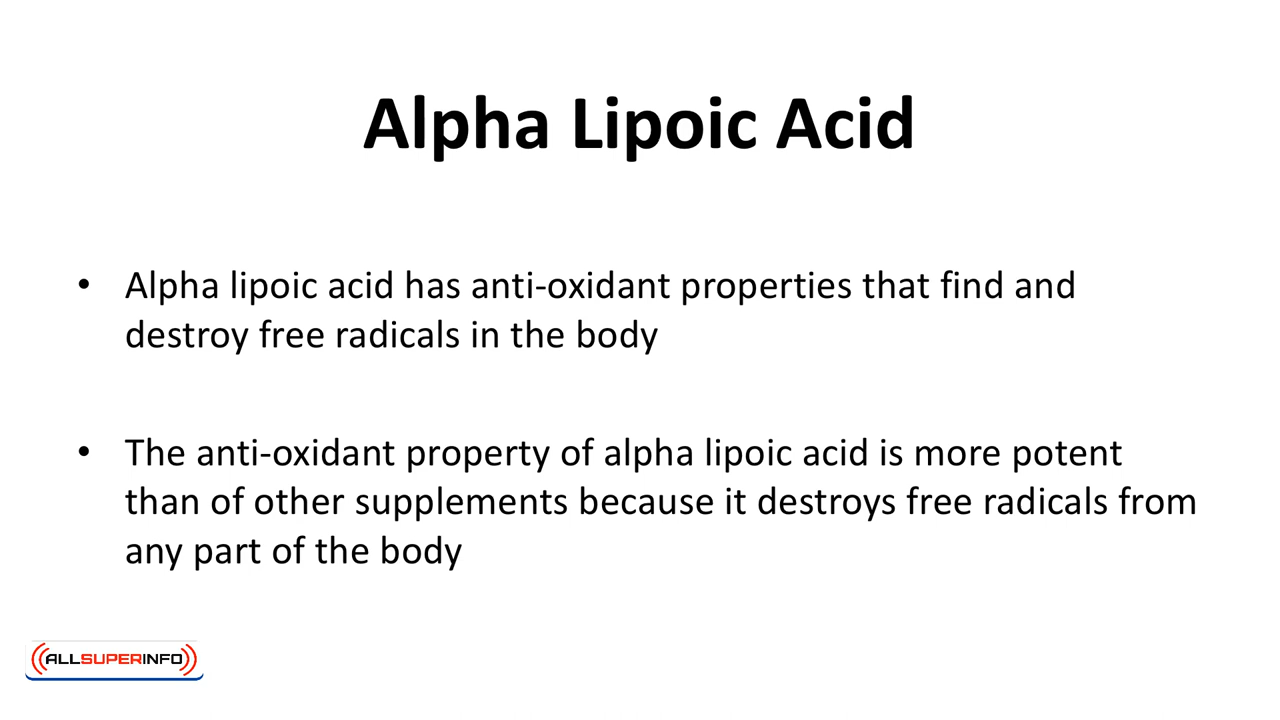 Alpha Lipoic Acid
• Alpha lipoic acid has anti-oxidant properties that find and
destroy free radicals in the body
• The anti-oxidant property of alpha lipoic acid is more potent
than of other supplements because it destroys free radicals from
any part of the body
ALLSUPERINFO